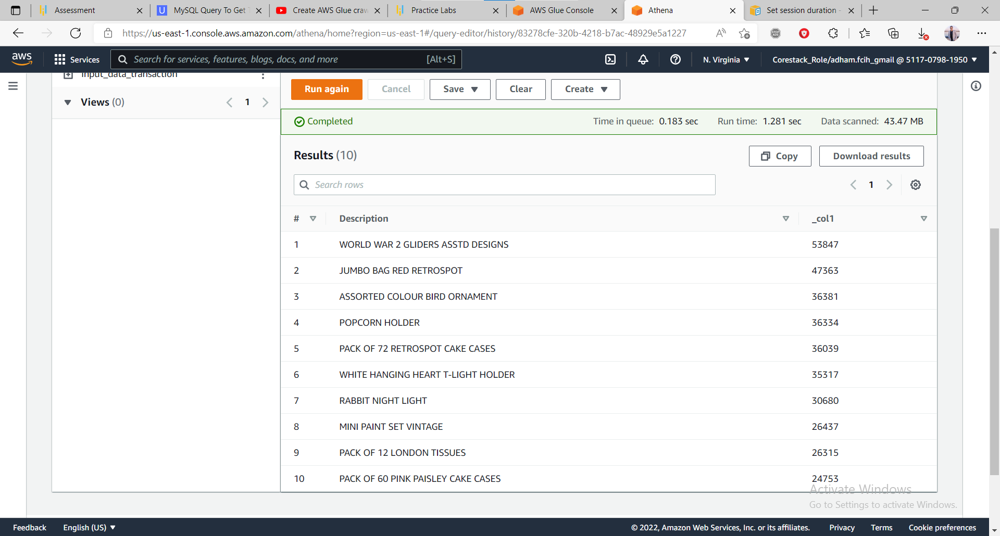 Assessment
MySQL Query To Get
Create AWS Glue craw
Practice Labs
AWS Glue Console
Athena
Set session duration -
https://us-east-1.console.aws.amazon.com/athena/home?region=us-east-1#/query-editor/history/83278cfe-320b-4218-b7ac-48929e5a1227
aws
Services
Search for services, features, blogs, docs, and more
[Alt+S]
N. Virginia
Corestack_Role/adham.fcih_gmail @ 5117-0798-1950
input_data_transaction
Views (0)
1
Run again
Cancel
Save
Clear
Create
Completed
Time in queue: 0.183 sec
Run time: 1.281 sec
Data scanned: 43.47 MB
Results (10)
Copy
Download results
Search rows
1
# Description _col1
1 WORLD WAR 2 GLIDERS ASSTD DESIGNS 53847
2 JUMBO BAG RED RETROSPOT 47363
3 ASSORTED COLOUR BIRD ORNAMENT 36381
4 POPCORN HOLDER 36334
5 PACK OF 72 RETROSPOT CAKE CASES 36039
6 WHITE HANGING HEART T-LIGHT HOLDER 35317
7 RABBIT NIGHT LIGHT 30680
8 MINI PAINT SET VINTAGE 26437
9 PACK OF 12 LONDON TISSUES 26315
10 PACK OF 60 PINK PAISLEY CAKE CASES 24753
Activate Windows
Go to Settings to activate Windows.
Feedback
English (US)
© 2022, Amazon Web Services, Inc. or its affiliates.
Privacy
Terms
Cookie preferences